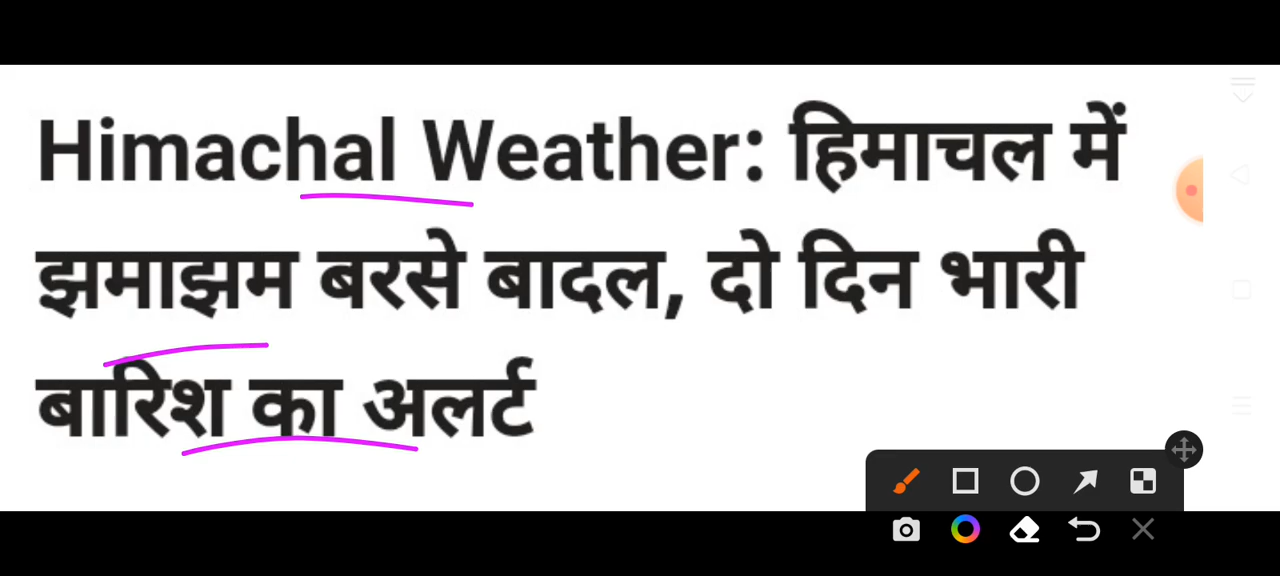 Himachal Weather: हिमाचल में
झमाझम बरसे बादल, दो दिन भारी
बारिश का अलर्ट